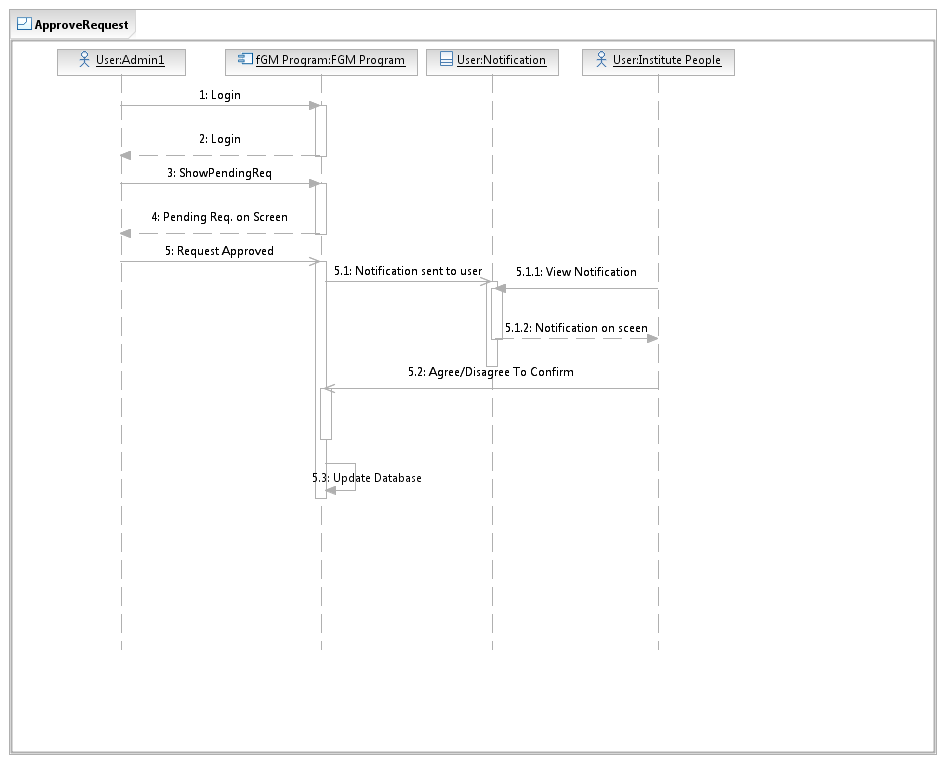 ApproveRequest
User:Admin1
fGM Program:FGM Program
User:Notification
User:Institute People
1: Login
2: Login
3: ShowPendingReq
4: Pending Req. on Screen
5: Request Approved
5.1: Notification sent to user
5.1.1: View Notification
5.1.2: Notification on sceen
5.2: Agree/Disagree To Confirm
5.3: Update Database